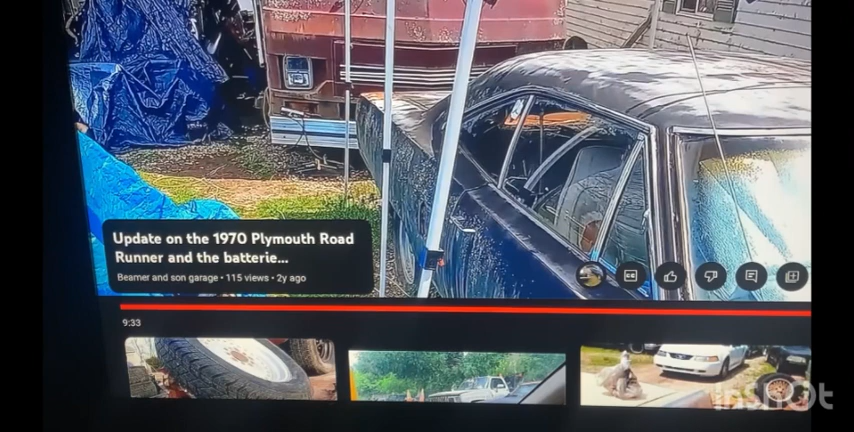 Update on the 1970 Plymouth Road
Runner and the batterie...
Beamer and son garage • 115 views • 2y ago
9:33
InShOt